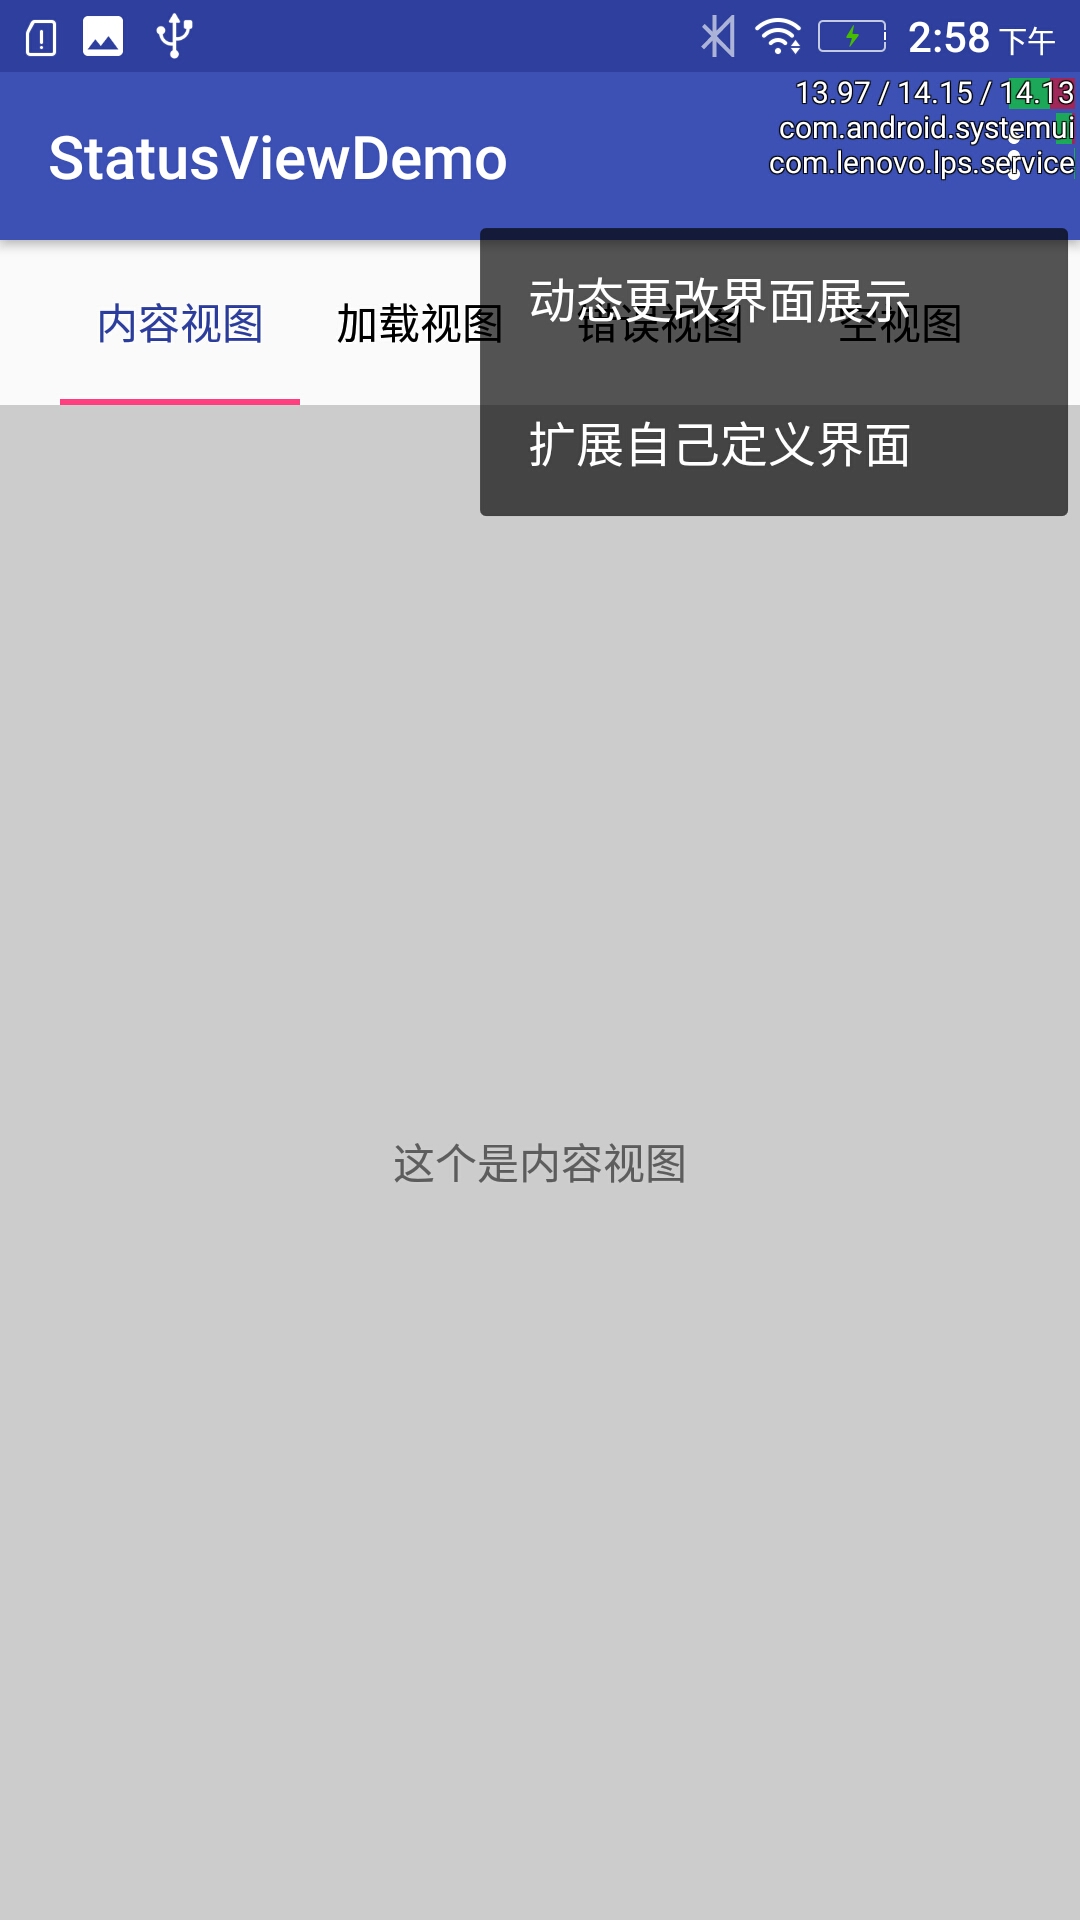 2:58 下午
13.97 / 14.15 / 14.13
com.android.systemui
com.lenovo.lps.service
StatusViewDemo
内容视图 加载视图 错误视图 空视图
动态更改界面展示
扩展自己定义界面
这个是内容视图